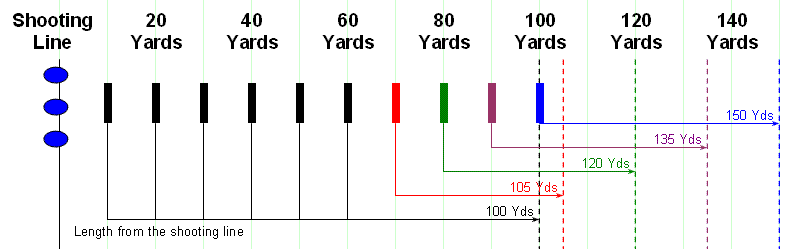 Shooting Line
20 Yards
40 Yards
60 Yards
80 Yards
100 Yards
120 Yards
140 Yards
150 Yds
135 Yds
120 Yds
105 Yds
100 Yds
Length from the shooting line